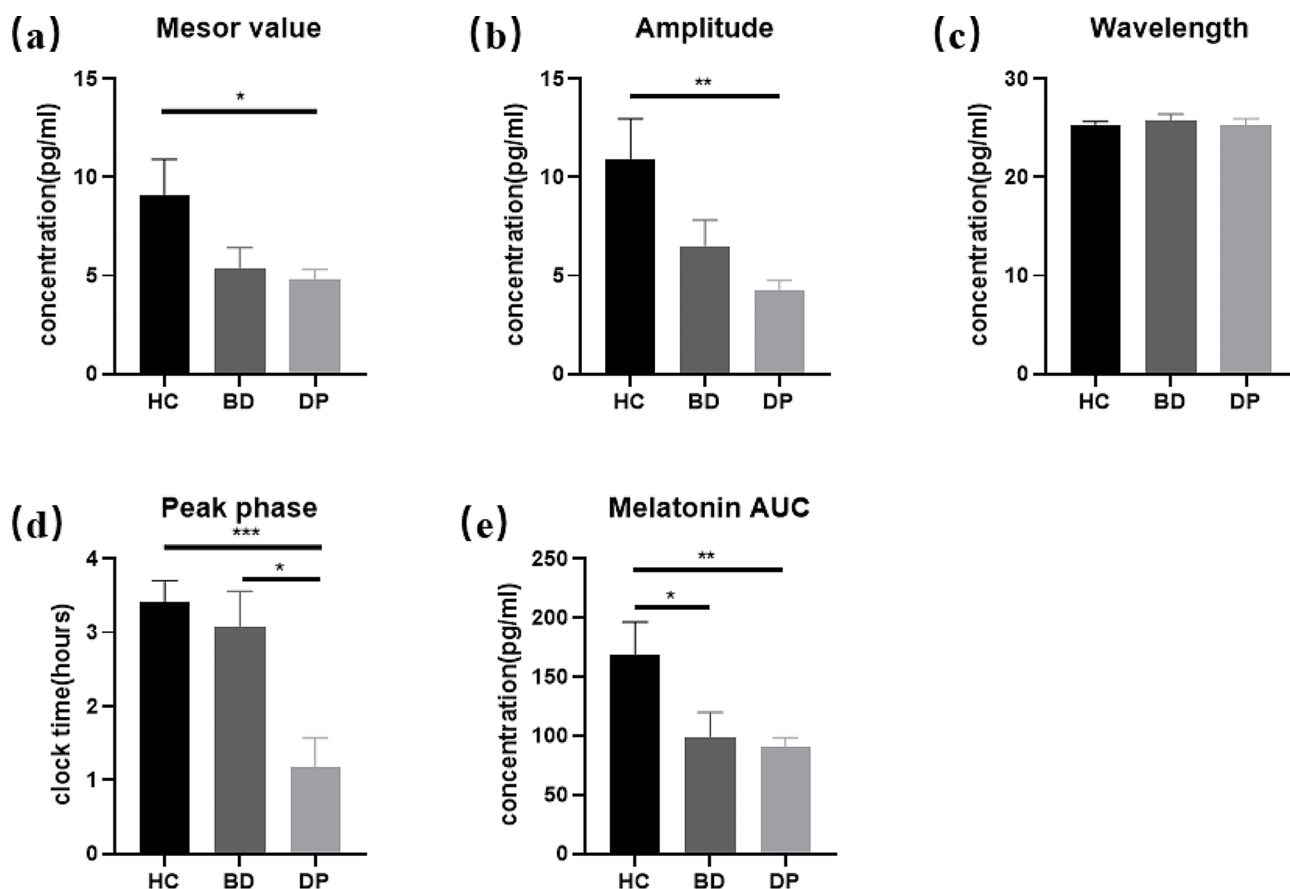 (a) Mesor value
*
concentration(pg/ml)
15
10
5
0
HC BD DP
(b) Amplitude
**
concentration(pg/ml)
15
10
5
0
HC BD DP
(c) Wavelength
concentration(pg/ml)
30
20
10
0
HC BD DP
(d) Peak phase
***
*
clock time(hours)
4
3
2
1
0
HC BD DP
(e) Melatonin AUC
**
*
concentration(pg/ml)
250
200
150
100
50
0
HC BD DP